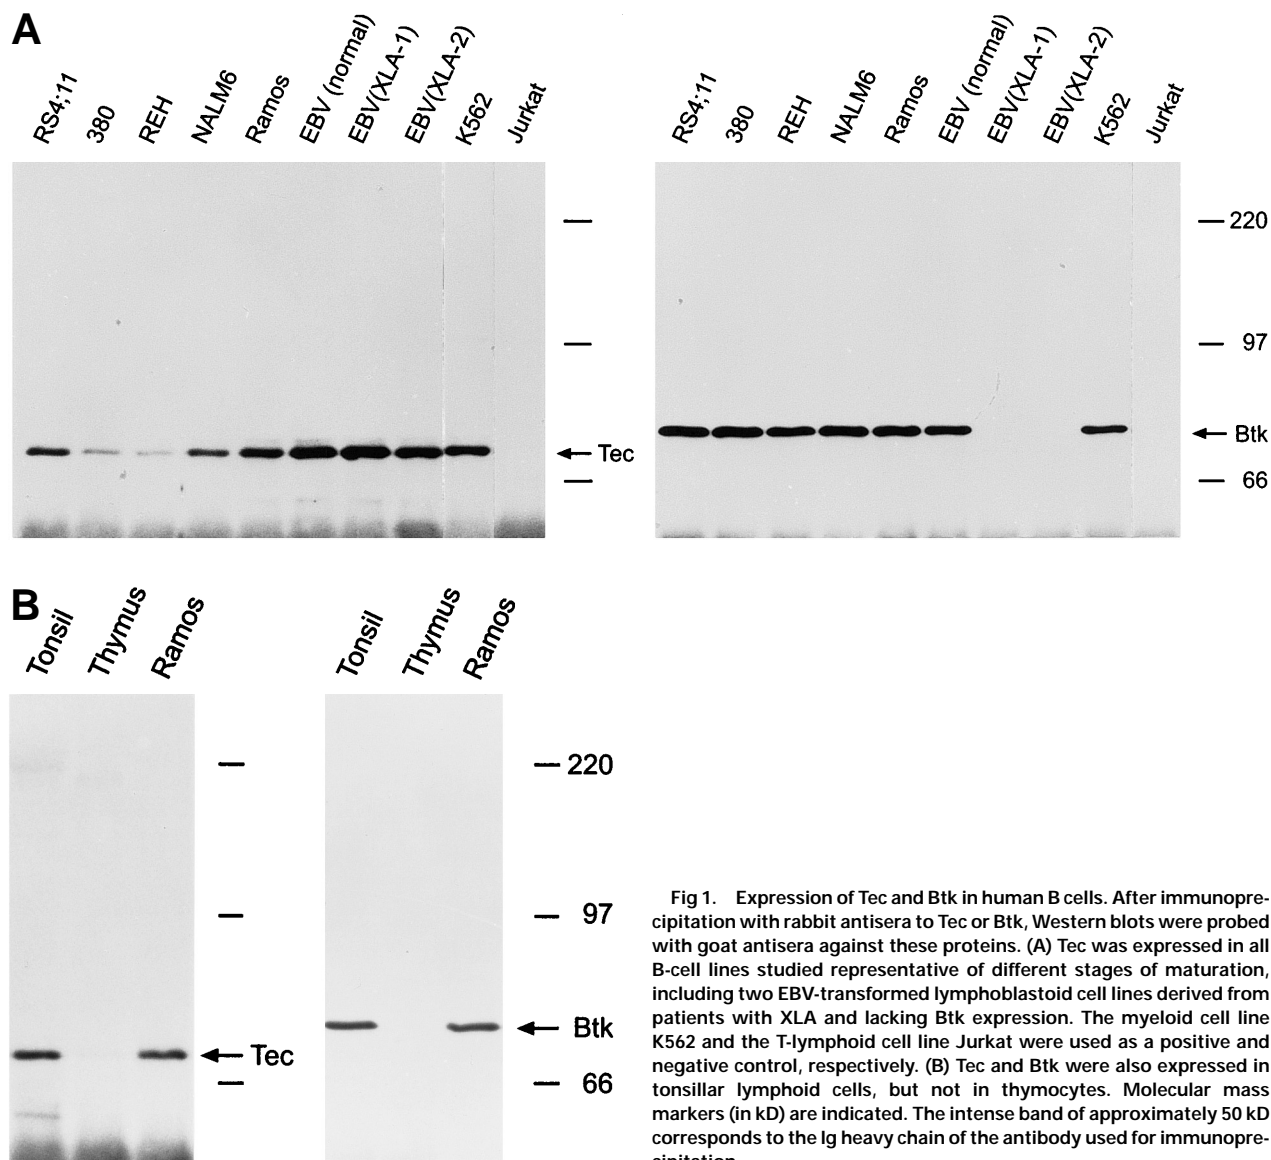 A
RS4;11
380
REH
NALM6
Ramos
EBV (normal)
EBV(XLA-1)
EBV(XLA-2)
K562
Jurkat
RS4;11
380
REH
NALM6
Ramos
EBV (normal)
EBV(XLA-1)
EBV(XLA-2)
K562
Jurkat
220
97
Tec
Btk
66
B
Tonsil
Thymus
Ramos
Tonsil
Thymus
Ramos
220
97
Tec
Btk
66
Fig 1. Expression of Tec and Btk in human B cells. After immunopre-
cipitation with rabbit antisera to Tec or Btk, Western blots were probed
with goat antisera against these proteins. (A) Tec was expressed in all
B-cell lines studied representative of different stages of maturation,
including two EBV-transformed lymphoblastoid cell lines derived from
patients with XLA and lacking Btk expression. The myeloid cell line
K562 and the T-lymphoid cell line Jurkat were used as a positive and
negative control, respectively. (B) Tec and Btk were also expressed in
tonsillar lymphoid cells, but not in thymocytes. Molecular mass
markers (in kD) are indicated. The intense band of approximately 50 kD
corresponds to the Ig heavy chain of the antibody used for immunopre-